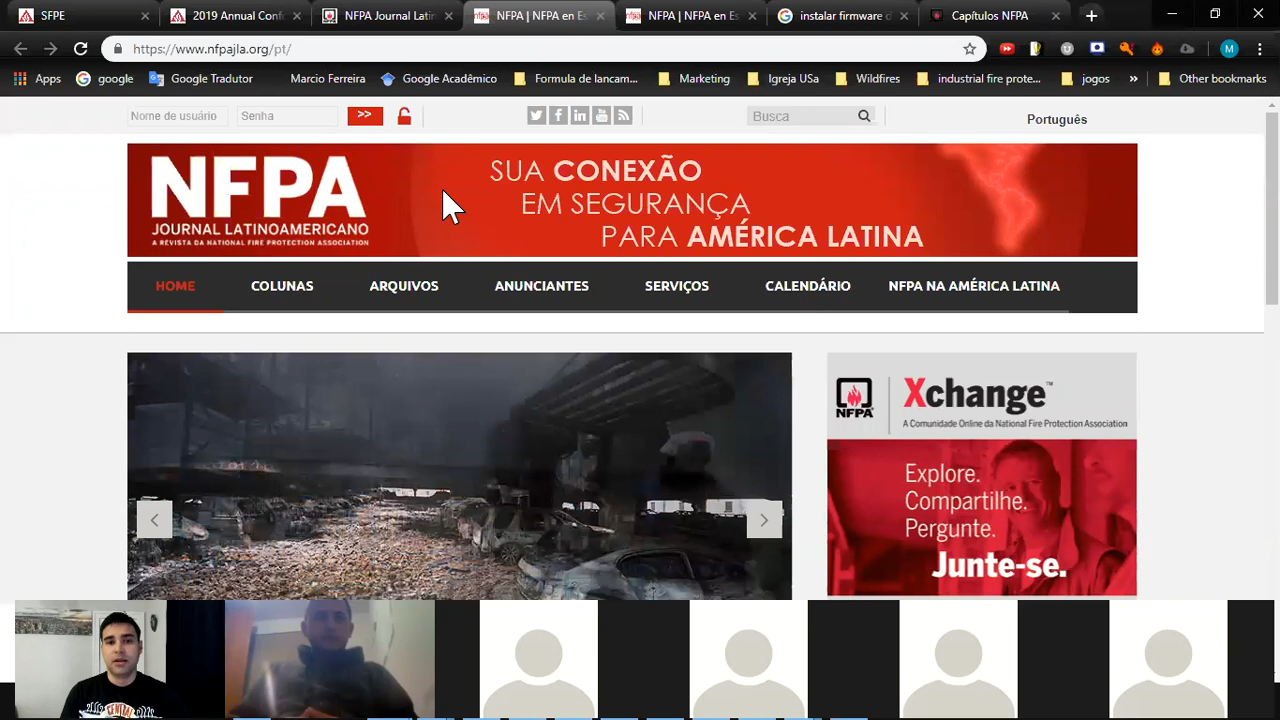 SFPE
2019 Annual Confe
NFPA Journal Latin
NFPA | NFPA en Es
NFPA | NFPA en Es
instalar firmware d
Capítulos NFPA
https://www.nfpajla.org/pt/
M
Apps
google
Google Tradutor
Marcio Ferreira
Google Acadêmico
Formula de lancam...
Marketing
Igreja USa
Wildfires
industrial fire prote...
jogos
»
Other bookmarks
Nome de usuário
Senha
>>
Busca
Português
NFPA
JOURNAL LATINOAMERICANO
A REVISTA DA NATIONAL FIRE PROTECTION ASSOCIATION
SUA CONEXÃO
EM SEGURANÇA
PARA AMÉRICA LATINA
HOME
COLUNAS
ARQUIVOS
ANUNCIANTES
SERVIÇOS
CALENDÁRIO
NFPA NA AMÉRICA LATINA
NFPA
Xchange™
A Comunidade Online da National Fire Protection Association
Explore.
Compartilhe.
Pergunte.
Junte-se.
CENTRAL